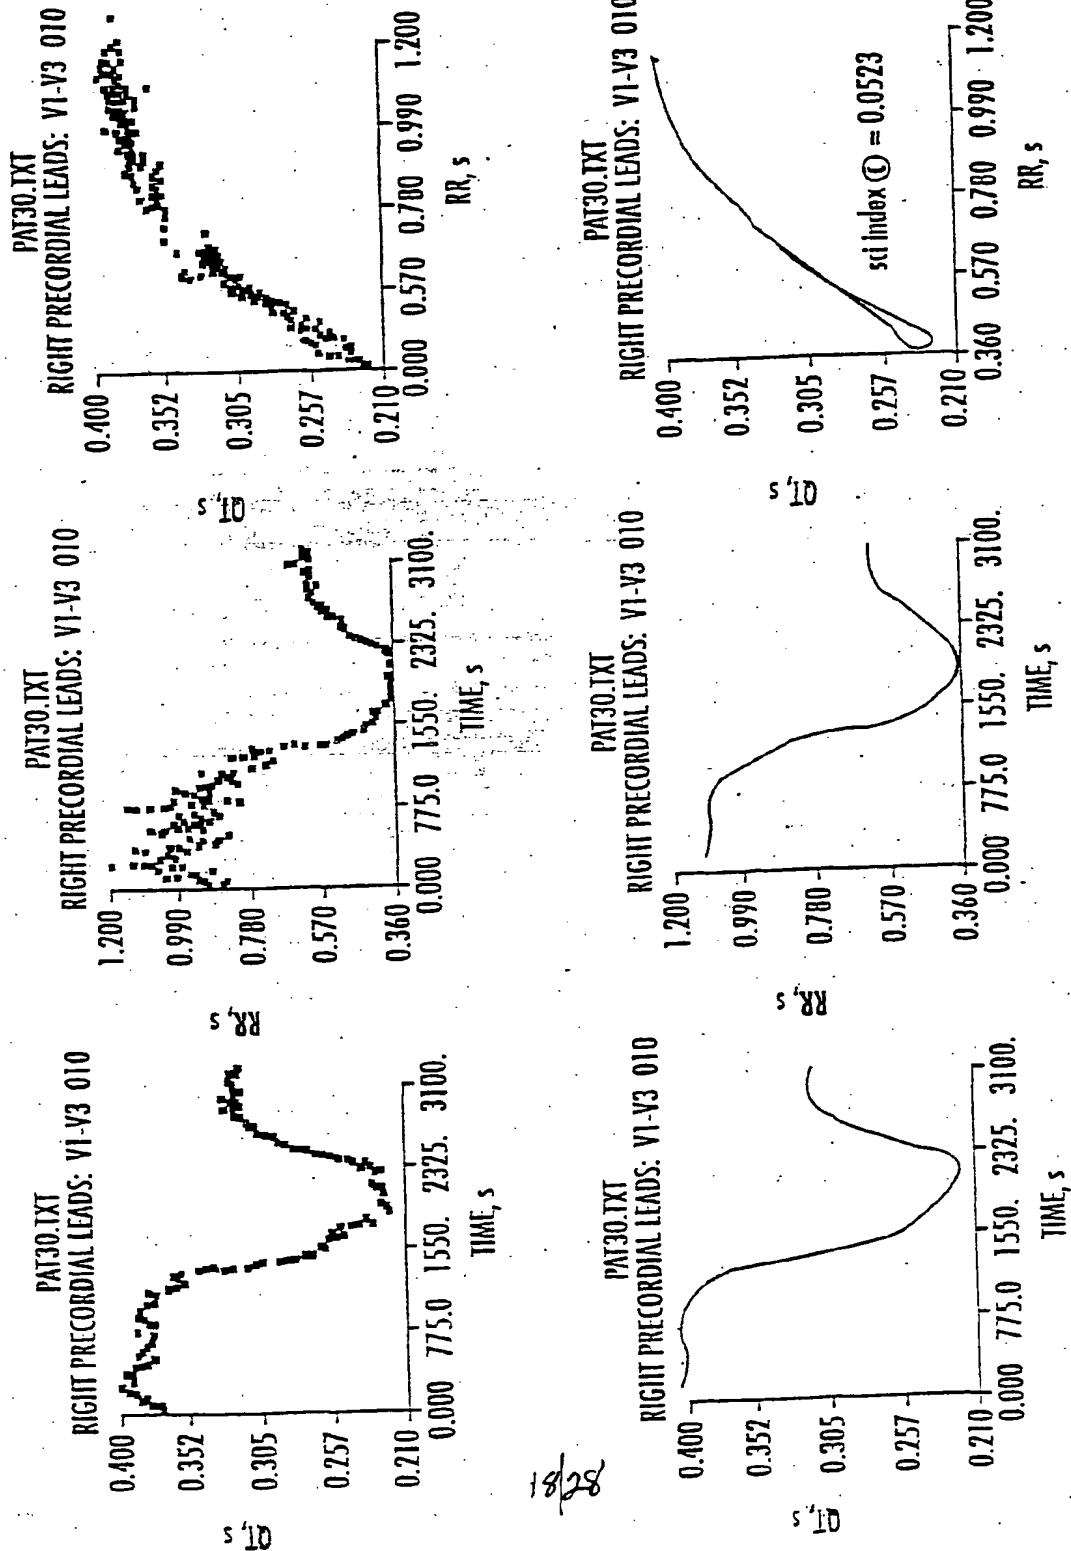 PAT30.TXT
RIGHT PRECORDIAL LEADS: V1-V3 010
QT, s
0.400
0.352
0.305
0.257
0.210
0.000 775.0 1550. 2325. 3100.
TIME, s
PAT30.TXT
RIGHT PRECORDIAL LEADS: V1-V3 010
RR, s
1.200
0.990
0.780
0.570
0.360
0.000 775.0 1550. 2325. 3100.
TIME, s
PAT30.TXT
RIGHT PRECORDIAL LEADS: V1-V3 010
QT, s
0.400
0.352
0.305
0.257
0.210
0.000 0.570 0.780 0.990 1.200
RR, s
PAT30.TXT
RIGHT PRECORDIAL LEADS: V1-V3 010
QT, s
0.400
0.352
0.305
0.257
0.210
0.000 775.0 1550. 2325. 3100.
TIME, s
PAT30.TXT
RIGHT PRECORDIAL LEADS: V1-V3 010
RR, s
1.200
0.990
0.780
0.570
0.360
0.000 775.0 1550. 2325. 3100.
TIME, s
PAT30.TXT
RIGHT PRECORDIAL LEADS: V1-V3 010
QT, s
0.400
0.352
0.305
0.257
0.210
sci index = 0.0523
0.360 0.570 0.780 0.990 1.200
RR, s